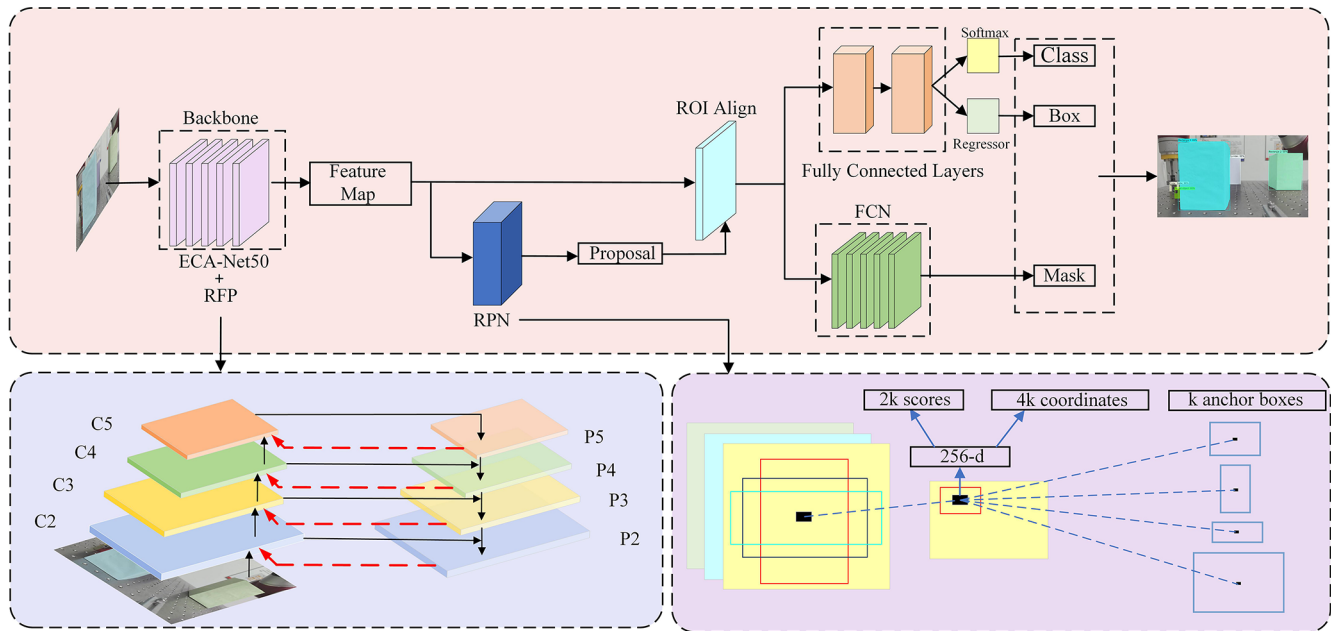 Backbone
ECA-Net50
+
RFP
Feature
Map
RPN
Proposal
ROI Align
Fully Connected Layers
Softmax
Regressor
FCN
Class
Box
Mask
C5
C4
C3
C2
P5
P4
P3
P2
2k scores
4k coordinates
k anchor boxes
256-d